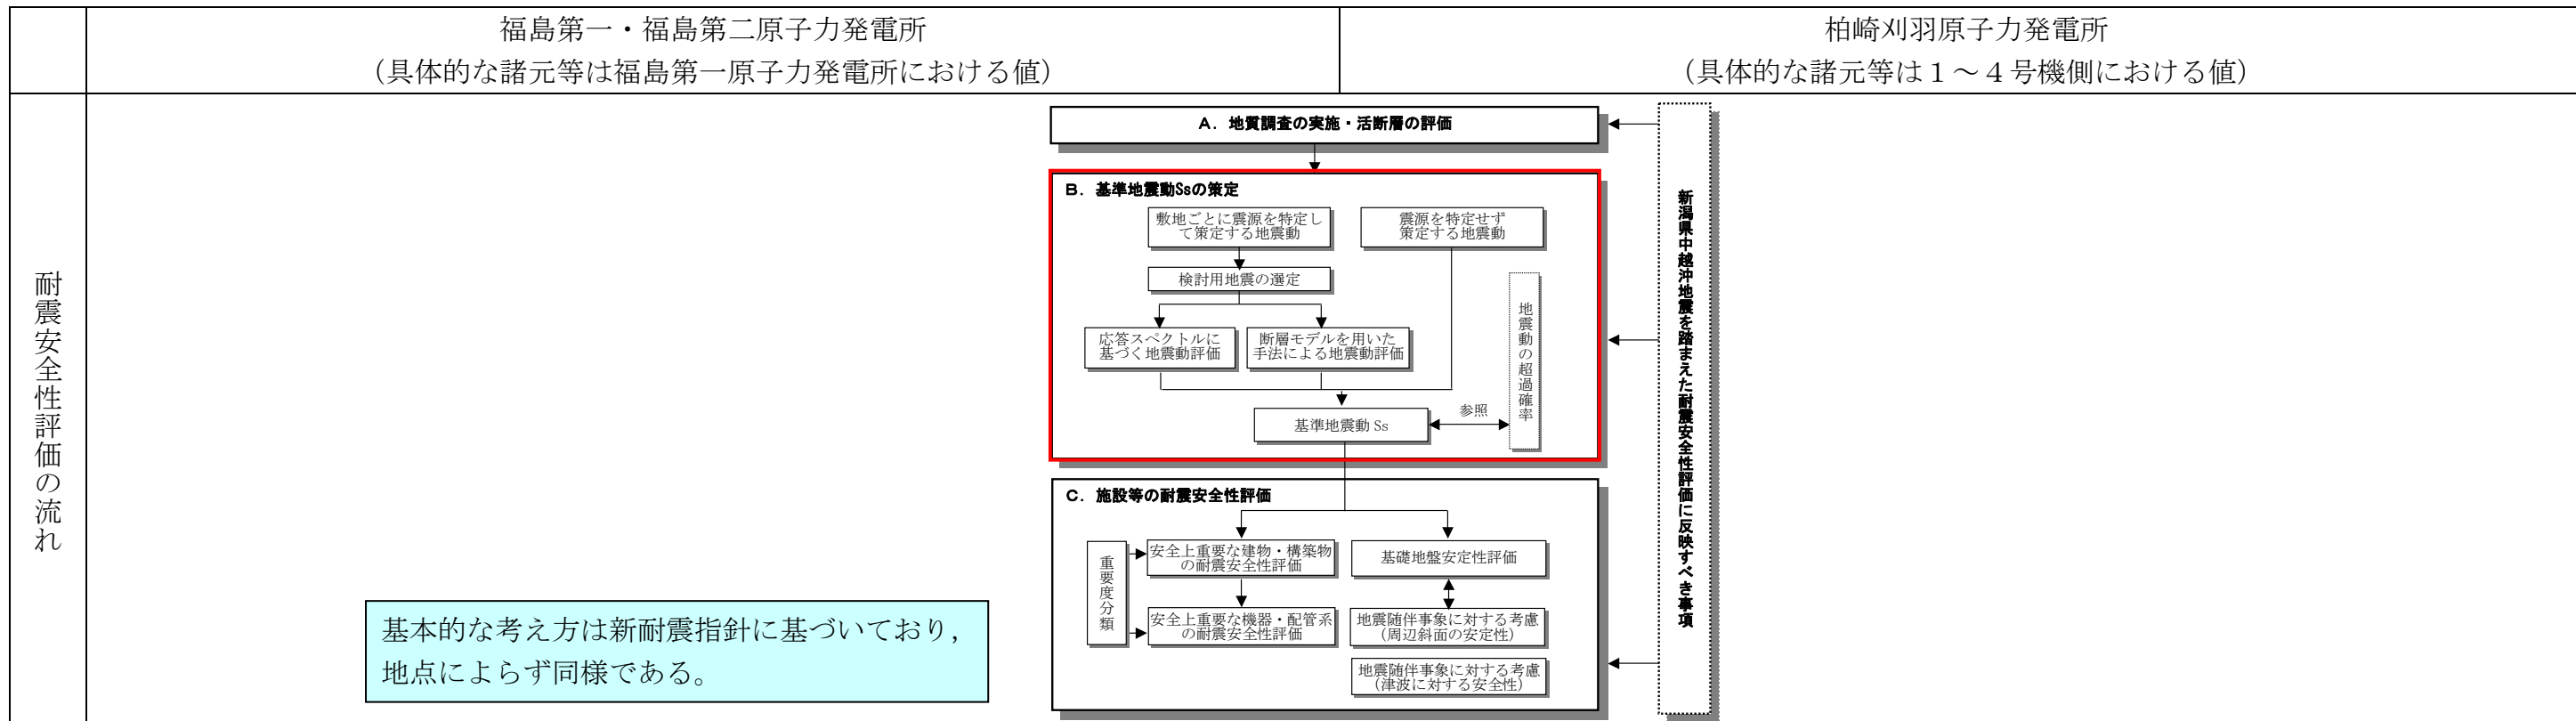 福島第一・福島第二原子力発電所
（具体的な諸元等は福島第一原子力発電所における値）
柏崎刈羽原子力発電所
（具体的な諸元等は１～４号機側における値）
耐震安全性評価の流れ
Ａ．地質調査の実施・活断層の評価
Ｂ．基準地震動Ssの策定
敷地ごとに震源を特定し
て策定する地震動
震源を特定せず
策定する地震動
検討用地震の選定
応答スペクトルに
基づく地震動評価
断層モデルを用いた
手法による地震動評価
地震動の超過確率
基準地震動 Ss
参照
Ｃ．施設等の耐震安全性評価
重要度分類
安全上重要な建物・構築物
の耐震安全性評価
基礎地盤安定性評価
安全上重要な機器・配管系
の耐震安全性評価
地震随伴事象に対する考慮
（周辺斜面の安定性）
地震随伴事象に対する考慮
（津波に対する安全性）
新潟県中越沖地震を踏まえた耐震安全性評価に反映すべき事項
基本的な考え方は新耐震指針に基づいており，
地点によらず同様である。